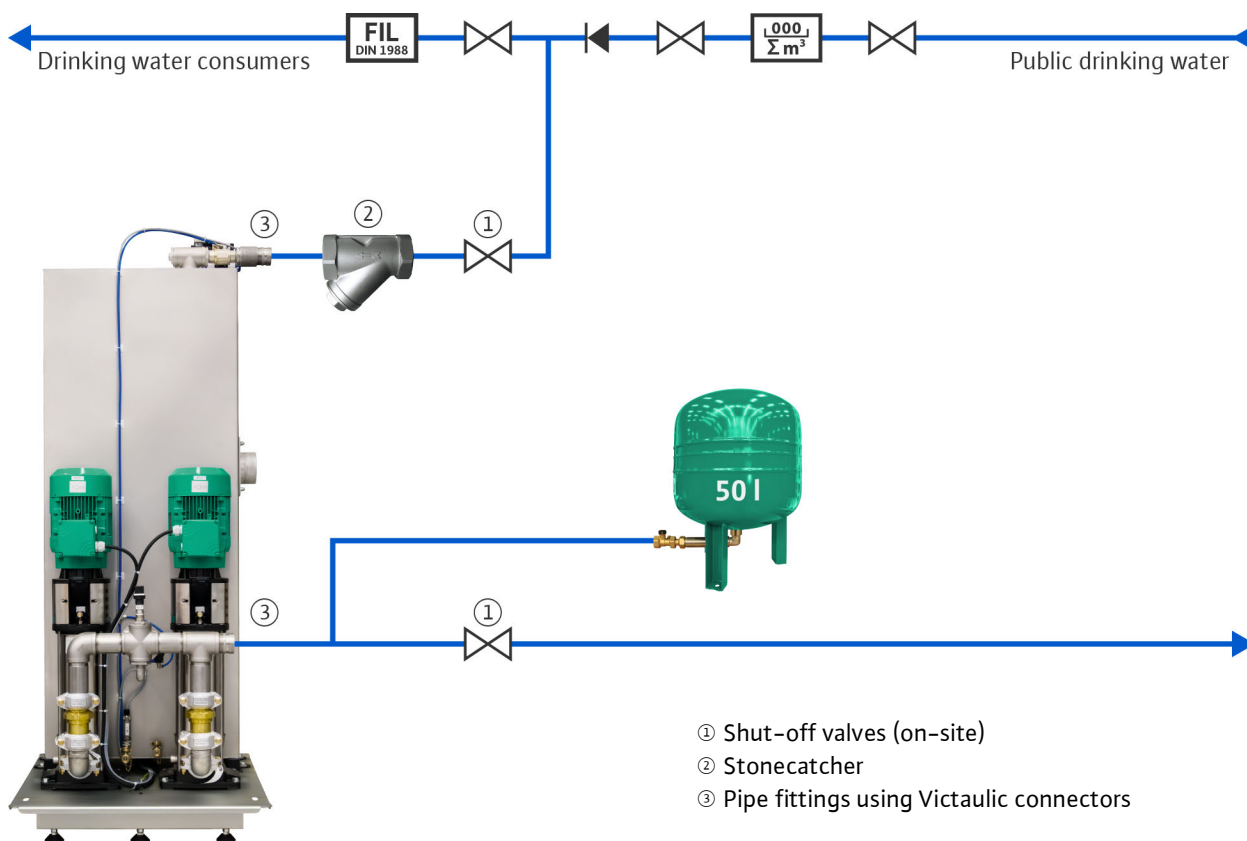 FIL
DIN 1988
000
Σ m³
Drinking water consumers
Public drinking water
③
②
①
50 l
③
①
① Shut-off valves (on-site)
② Stonecatcher
③ Pipe fittings using Victaulic connectors